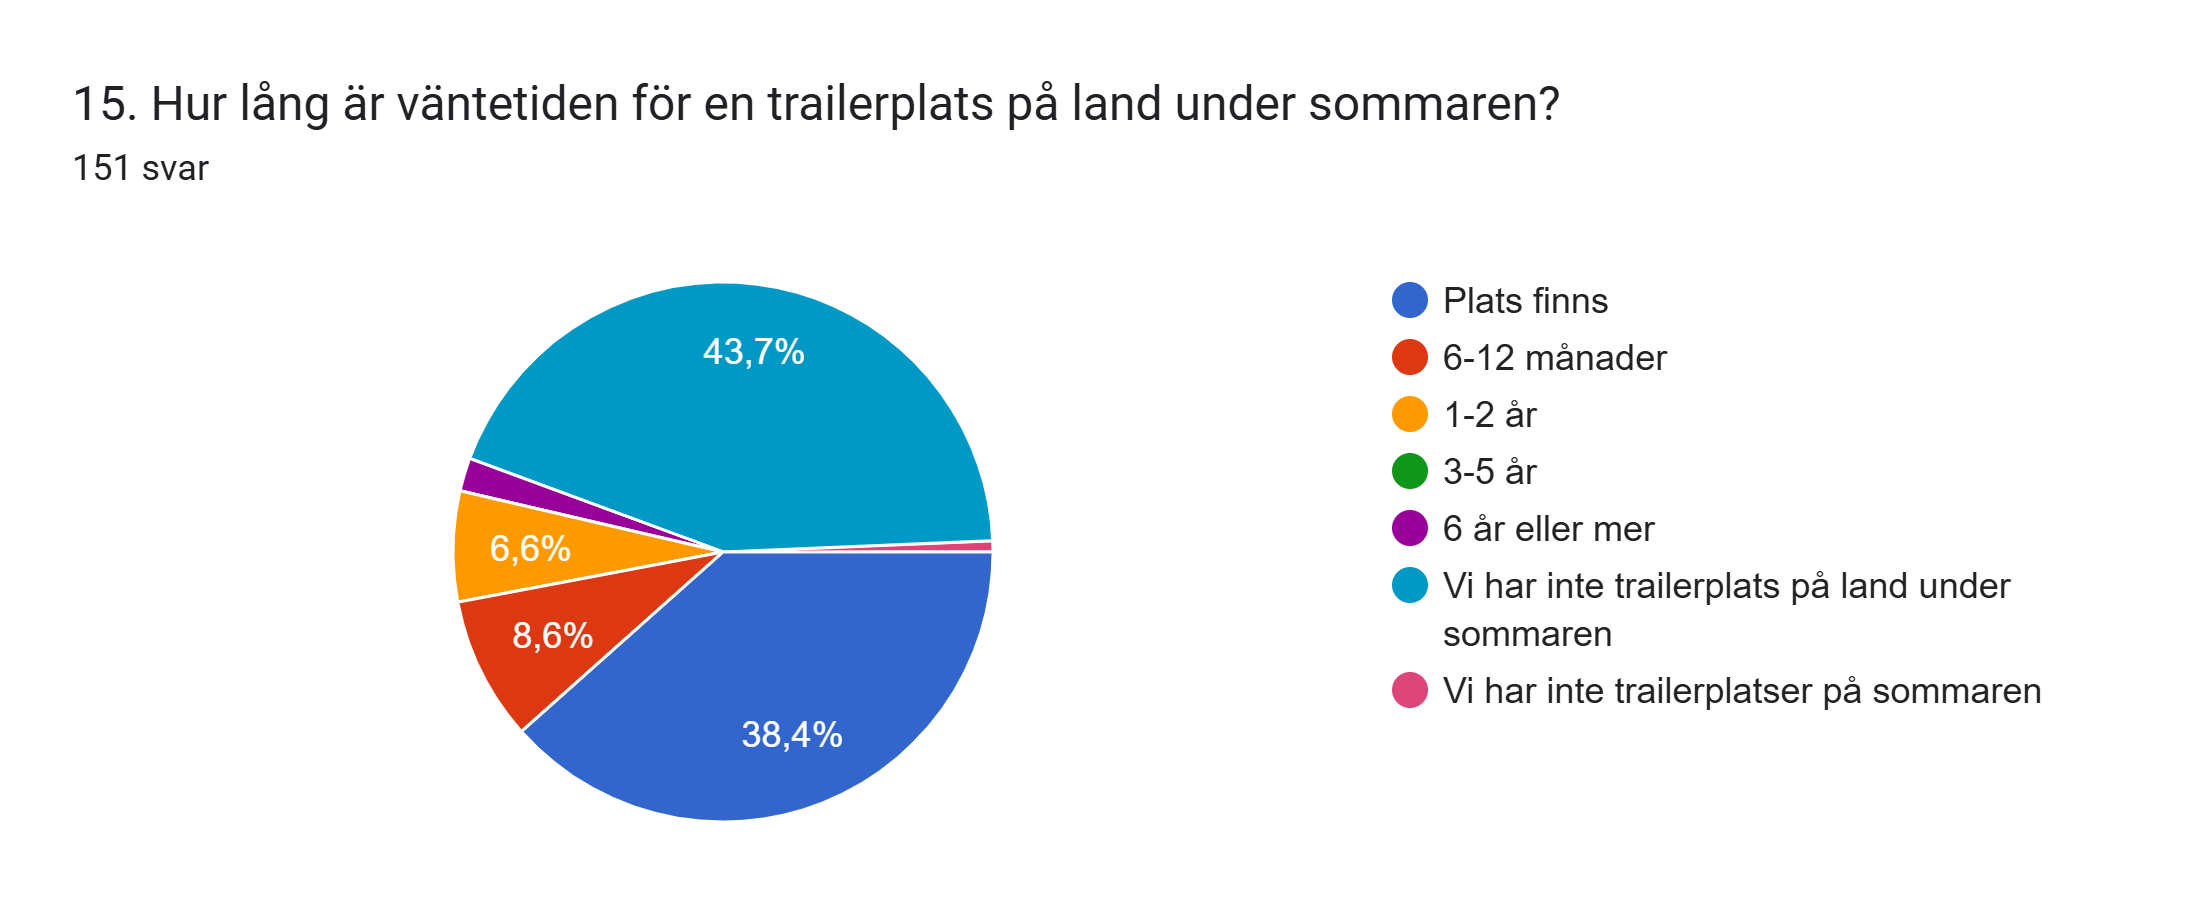 15. Hur lång är väntetiden för en trailerplats på land under sommaren?
151 svar
43,7%
6,6%
8,6%
38,4%
Plats finns
6-12 månader
1-2 år
3-5 år
6 år eller mer
Vi har inte trailerplats på land under
sommaren
Vi har inte trailerplatser på sommaren